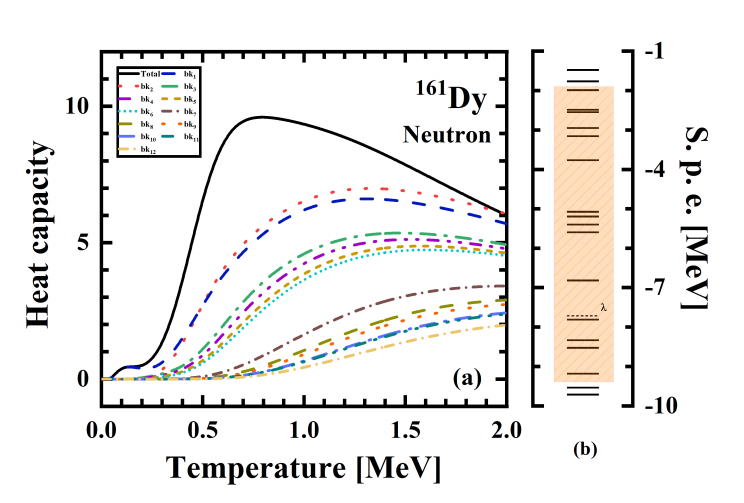 Heat capacity
10
5
0
Total bk₁
bk₂ bk₃
bk₄ bk₅
bk₆ bk₇
bk₈ bk₉
bk₁₀ bk₁₁
bk₁₂
¹⁶¹Dy
Neutron
(a)
0.0 0.5 1.0 1.5 2.0
Temperature [MeV]
λ
-1
-4
-7
-10
S. p. e. [MeV]
(b)